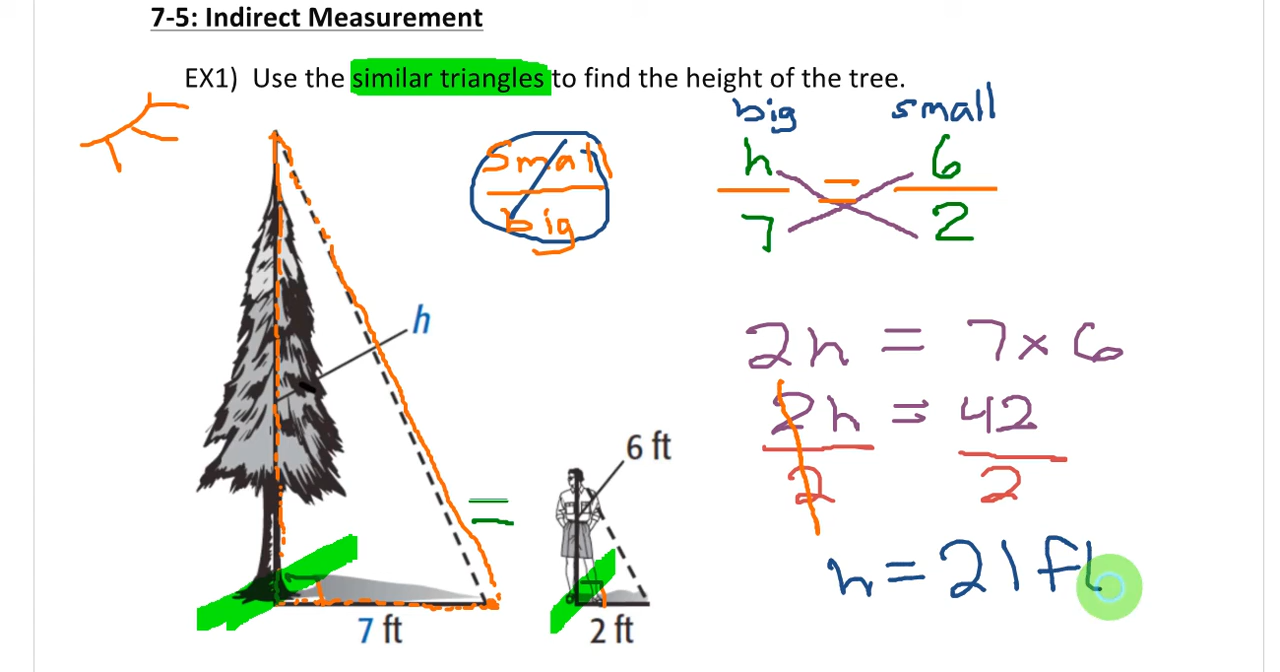 7-5: Indirect Measurement
EX1) Use the similar triangles to find the height of the tree.
big small
small
big
h = 6
7 2
h
2h = 7 × 6
2h = 42
2 2
=
6 ft
h = 21 ft
7 ft
2 ft